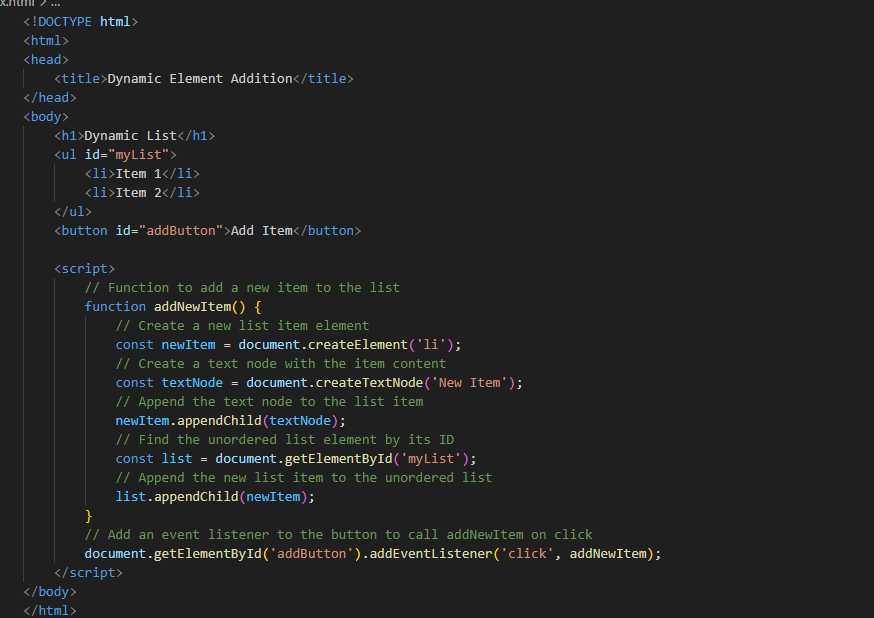 x.html > ...
<!DOCTYPE html>
<html>
<head>
    <title>Dynamic Element Addition</title>
</head>
<body>
    <h1>Dynamic List</h1>
    <ul id="myList">
        <li>Item 1</li>
        <li>Item 2</li>
    </ul>
    <button id="addButton">Add Item</button>

    <script>
        // Function to add a new item to the list
        function addNewItem() {
            // Create a new list item element
            const newItem = document.createElement('li');
            // Create a text node with the item content
            const textNode = document.createTextNode('New Item');
            // Append the text node to the list item
            newItem.appendChild(textNode);
            // Find the unordered list element by its ID
            const list = document.getElementById('myList');
            // Append the new list item to the unordered list
            list.appendChild(newItem);
        }
        // Add an event listener to the button to call addNewItem on click
        document.getElementById('addButton').addEventListener('click', addNewItem);
    </script>
</body>
</html>